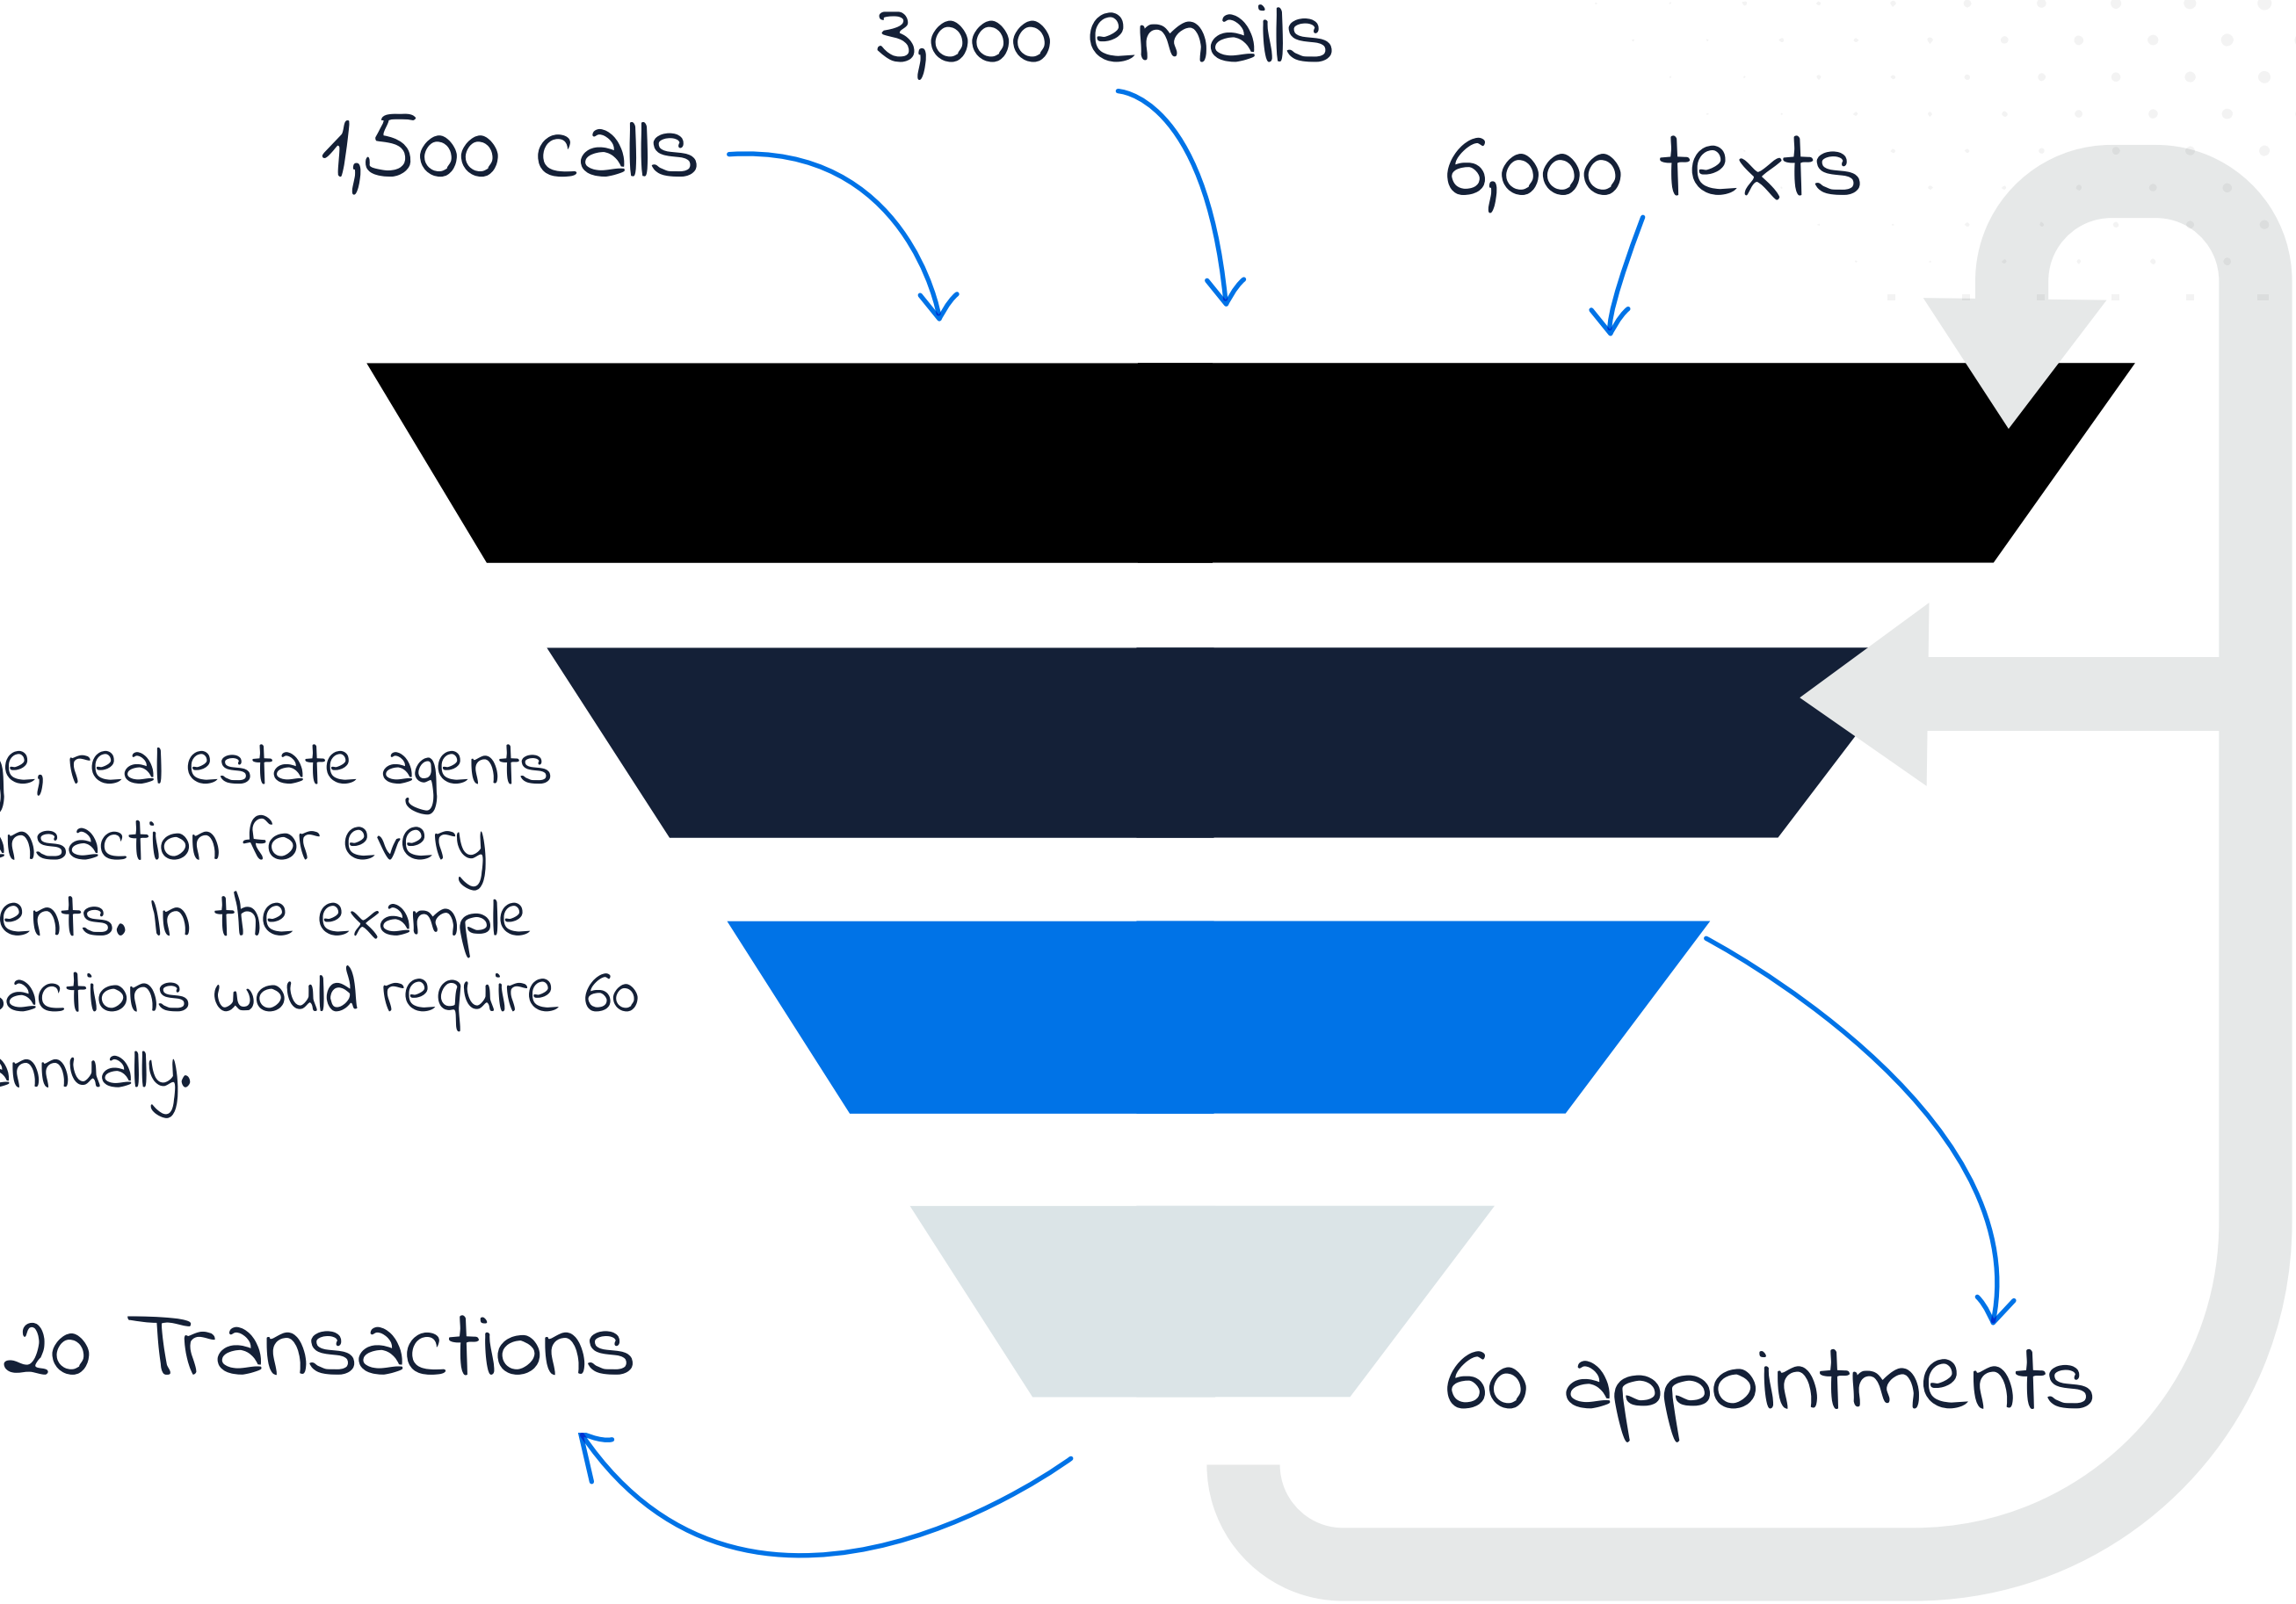 3,000 emails
1,500 calls
6,000 texts
e, real estate agents
nsaction for every
ents. In the example
actions would require 60
annually.
20 Transactions
60 appointments